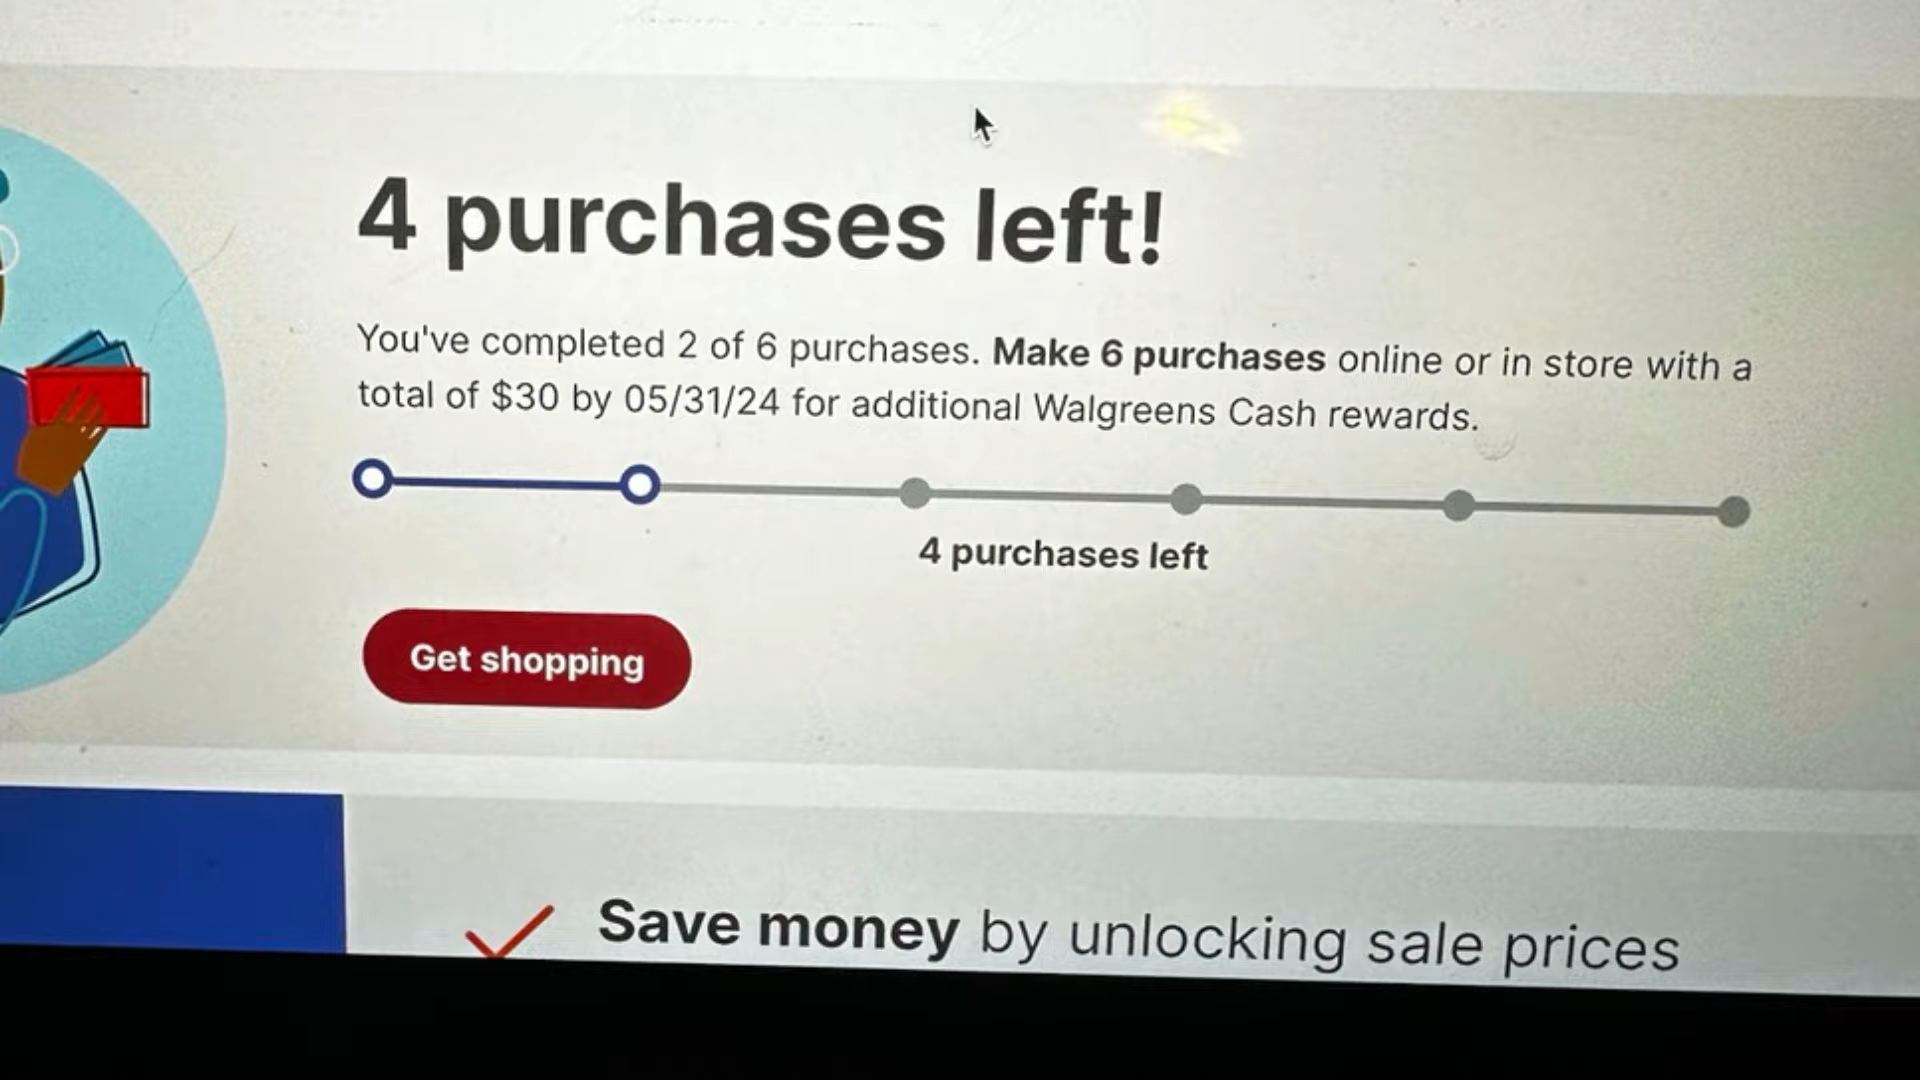 4 purchases left!
You've completed 2 of 6 purchases. Make 6 purchases online or in store with a
total of $30 by 05/31/24 for additional Walgreens Cash rewards.
4 purchases left
Get shopping
Save money by unlocking sale prices